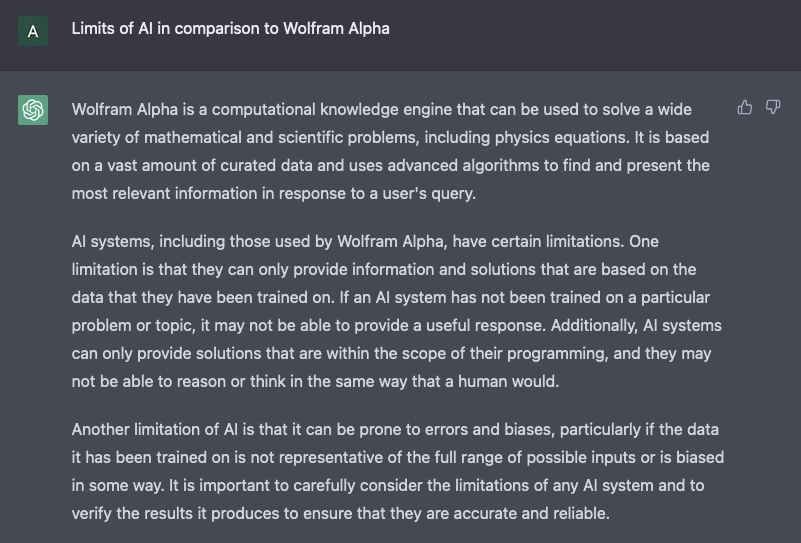 A
Limits of AI in comparison to Wolfram Alpha
Wolfram Alpha is a computational knowledge engine that can be used to solve a wide
variety of mathematical and scientific problems, including physics equations. It is based
on a vast amount of curated data and uses advanced algorithms to find and present the
most relevant information in response to a user's query.
AI systems, including those used by Wolfram Alpha, have certain limitations. One
limitation is that they can only provide information and solutions that are based on the
data that they have been trained on. If an AI system has not been trained on a particular
problem or topic, it may not be able to provide a useful response. Additionally, AI systems
can only provide solutions that are within the scope of their programming, and they may
not be able to reason or think in the same way that a human would.
Another limitation of AI is that it can be prone to errors and biases, particularly if the data
it has been trained on is not representative of the full range of possible inputs or is biased
in some way. It is important to carefully consider the limitations of any AI system and to
verify the results it produces to ensure that they are accurate and reliable.